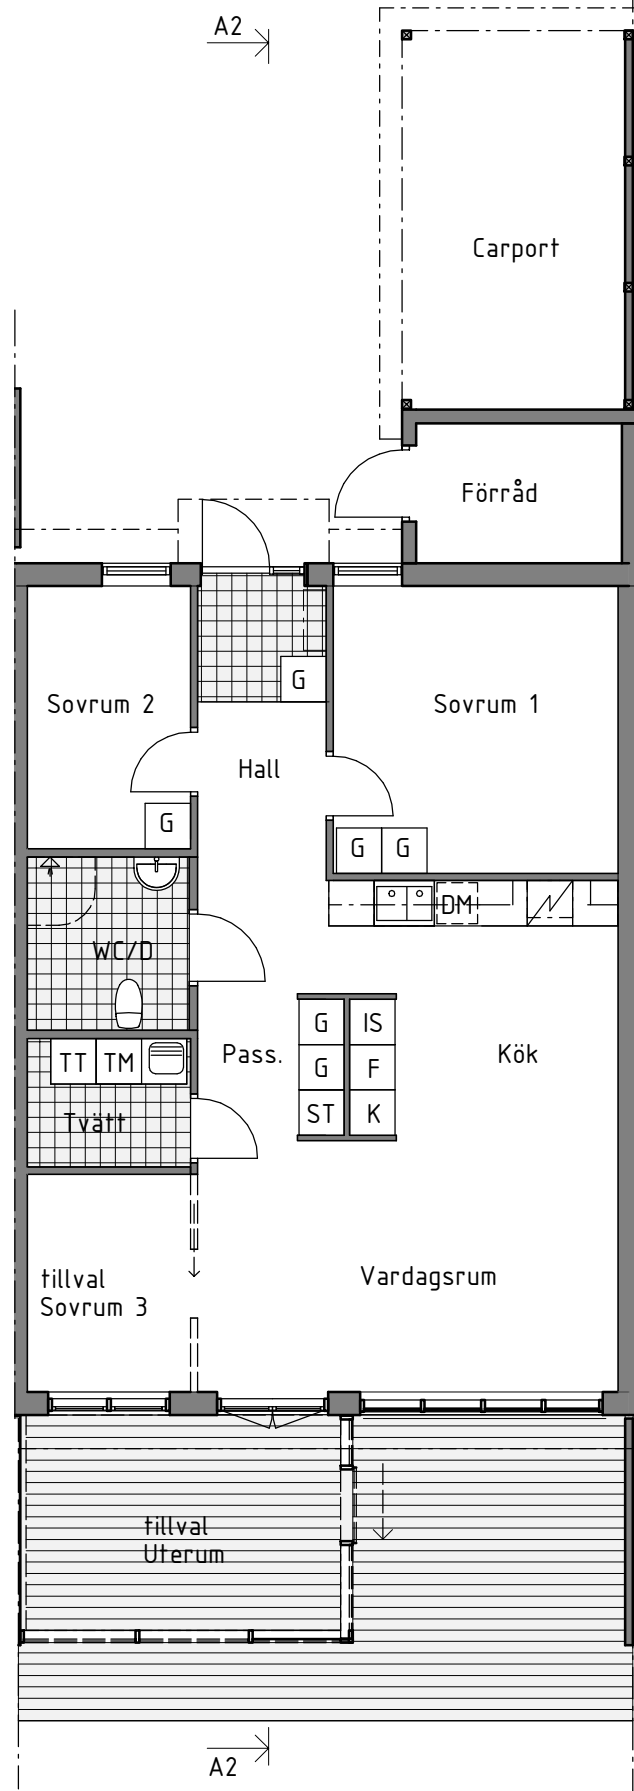 A2
Carport
Förråd
G
Sovrum 2
Sovrum 1
Hall
G
G G
DM
WC/D
G IS
Pass.
Kök
TT TM
G F
ST K
Tvätt
tillval
Sovrum 3
Vardagsrum
tillval
Uterum
A2